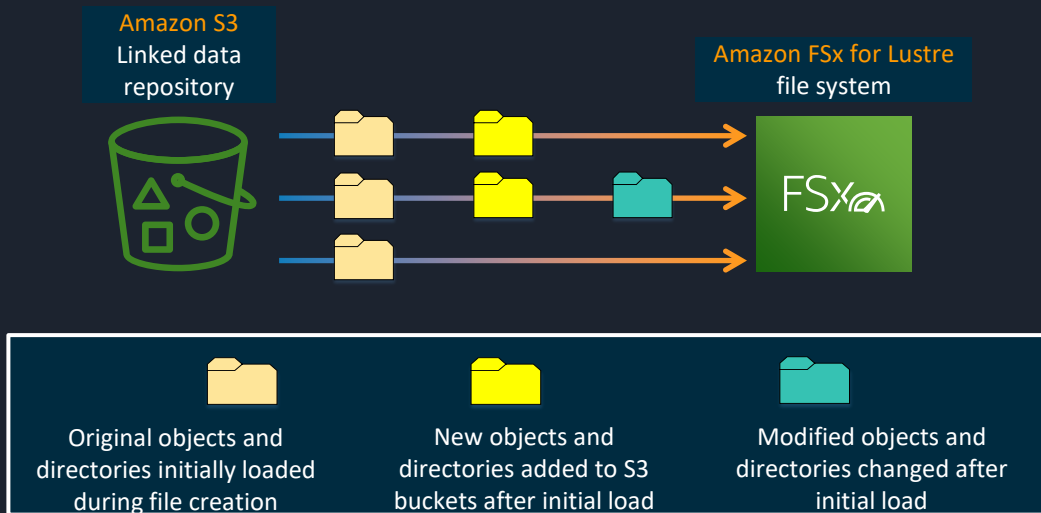 Amazon S3
Linked data
repository
Amazon FSx for Lustre
file system
FSx
Original objects and
directories initially loaded
during file creation
New objects and
directories added to S3
buckets after initial load
Modified objects and
directories changed after
initial load